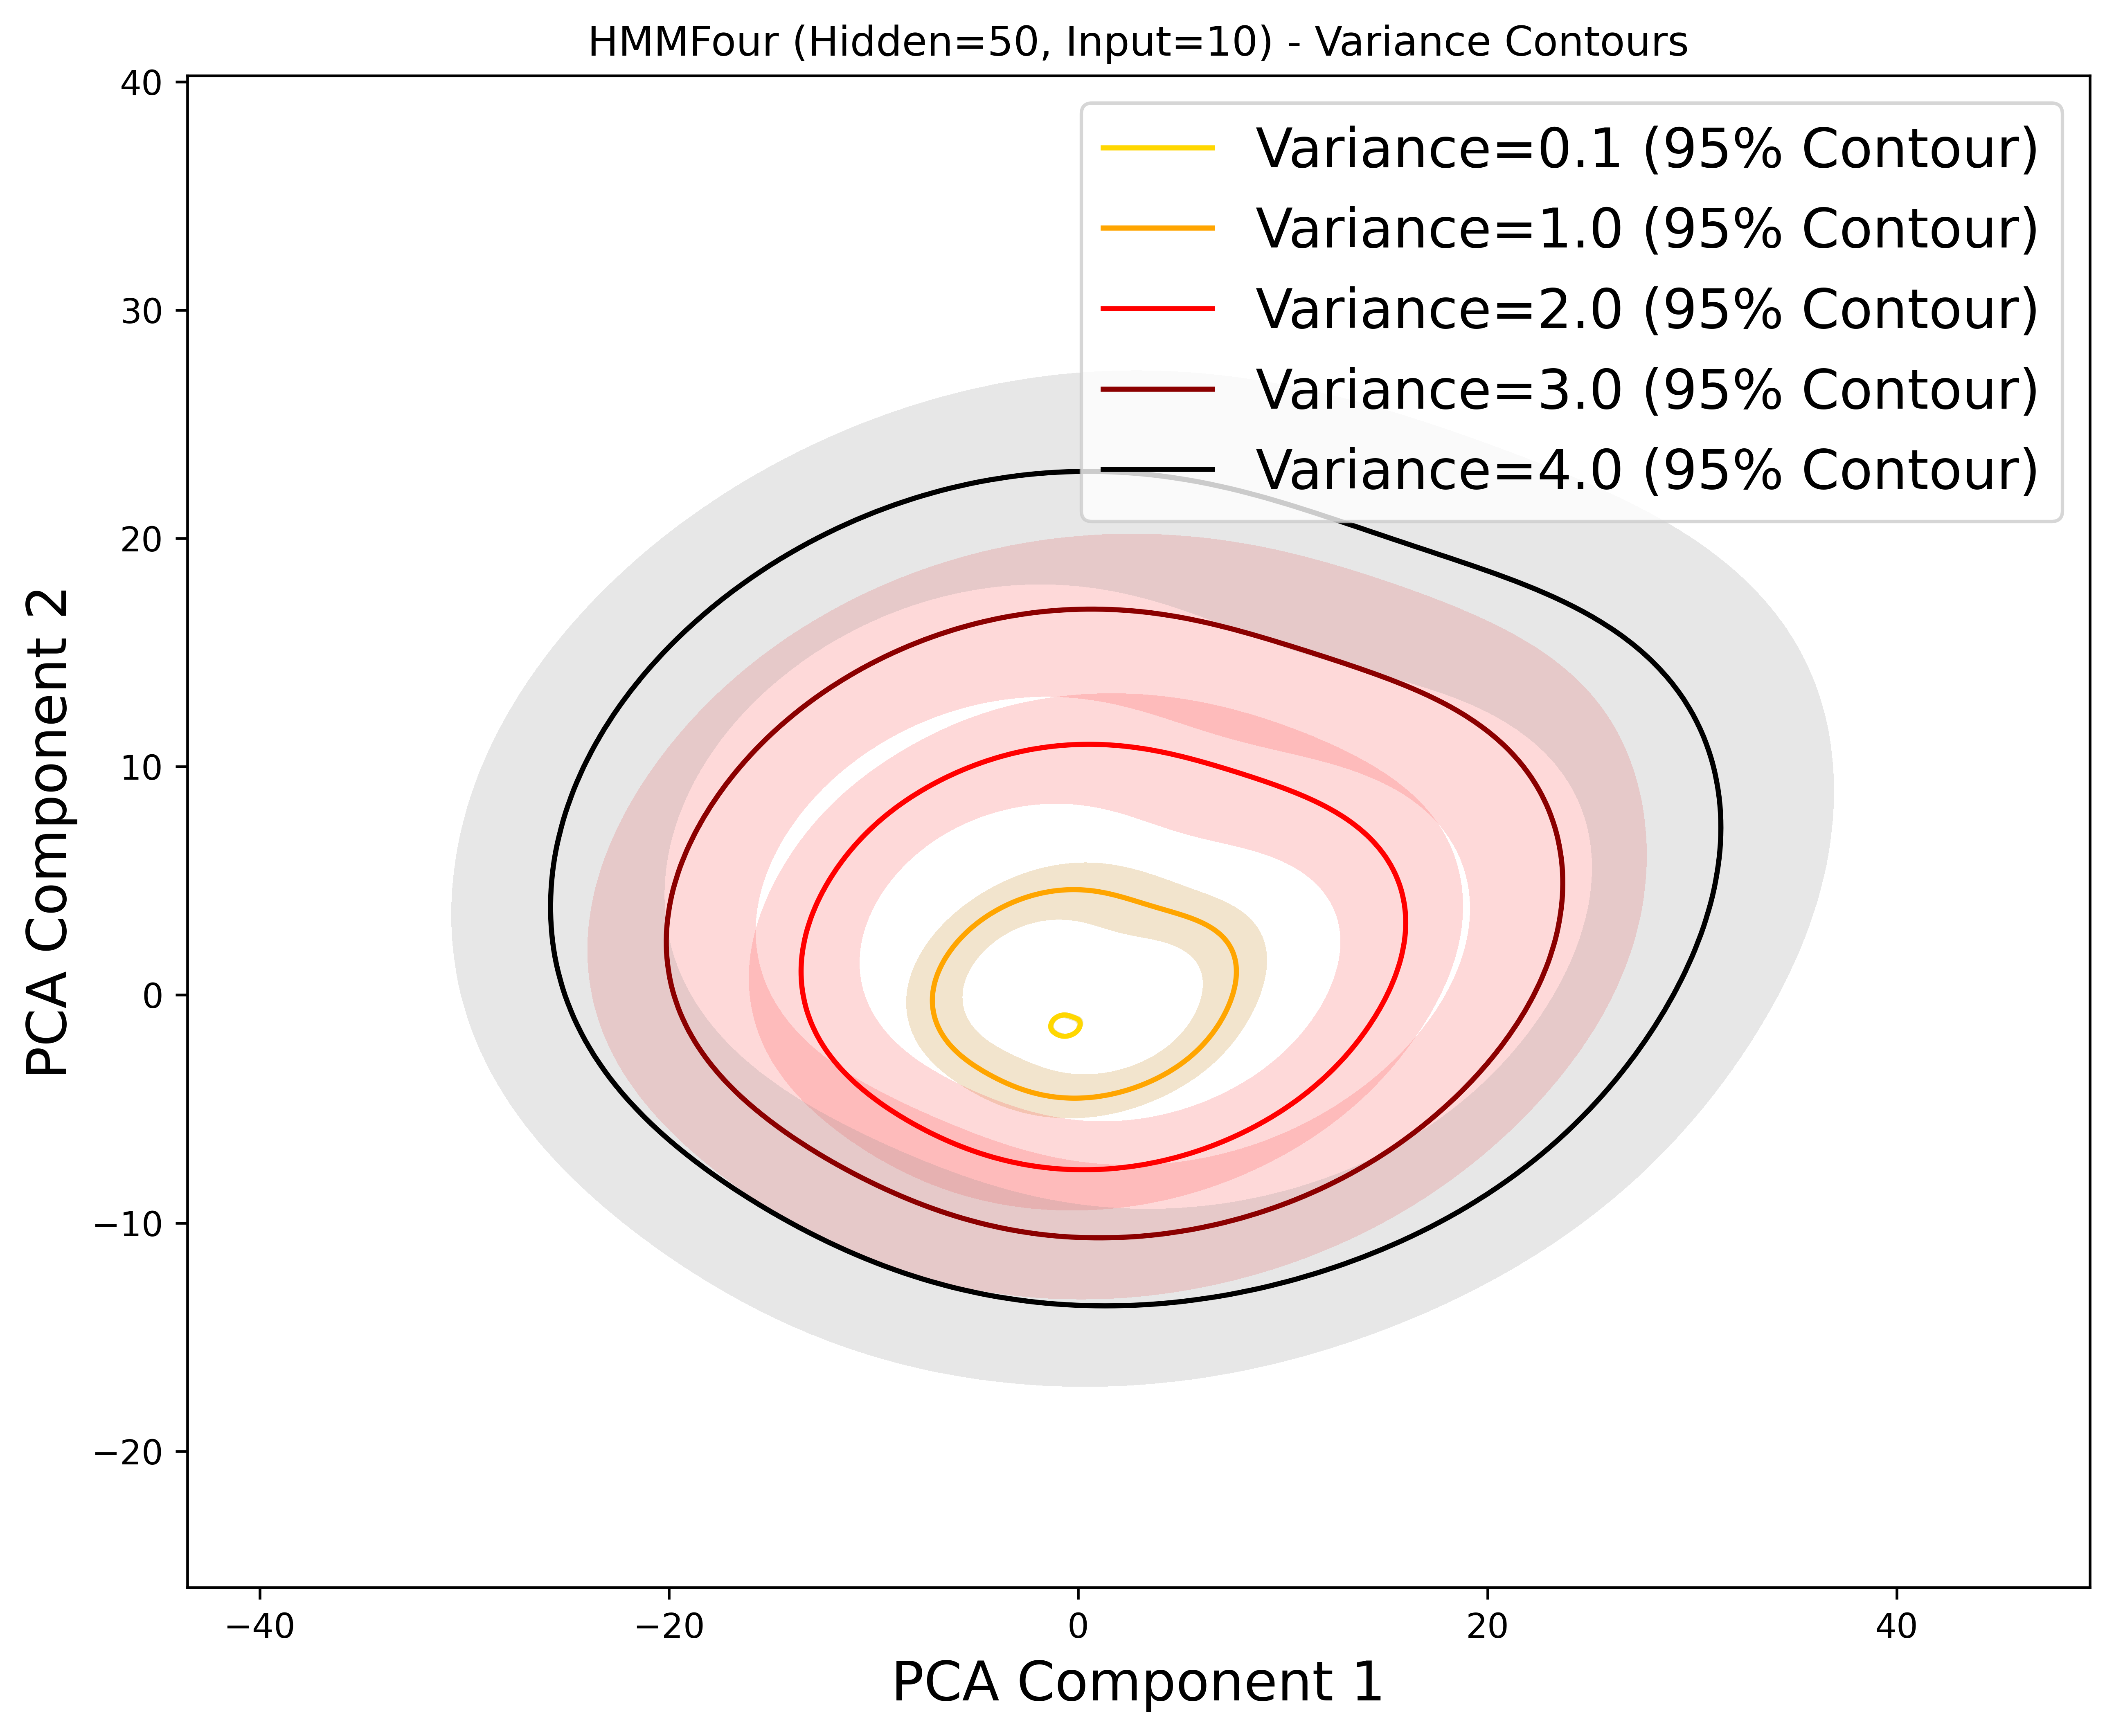 HMMFour (Hidden=50, Input=10) - Variance Contours
40
30
20
10
0
−10
−20
PCA Component 2
Variance=0.1 (95% Contour)
Variance=1.0 (95% Contour)
Variance=2.0 (95% Contour)
Variance=3.0 (95% Contour)
Variance=4.0 (95% Contour)
−40
−20
0
20
40
PCA Component 1